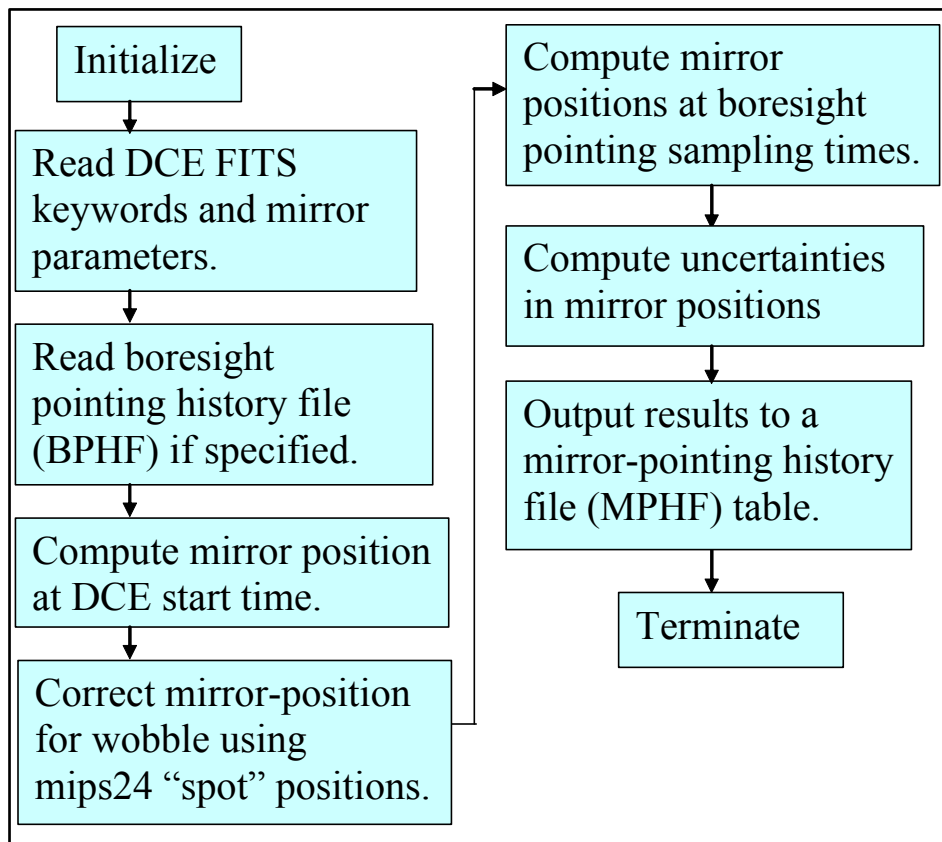 Initialize
Read DCE FITS
keywords and mirror
parameters.
Read boresight
pointing history file
(BPHF) if specified.
Compute mirror position
at DCE start time.
Correct mirror-position
for wobble using
mips24 “spot” positions.
Compute mirror
positions at boresight
pointing sampling times.
Compute uncertainties
in mirror positions
Output results to a
mirror-pointing history
file (MPHF) table.
Terminate